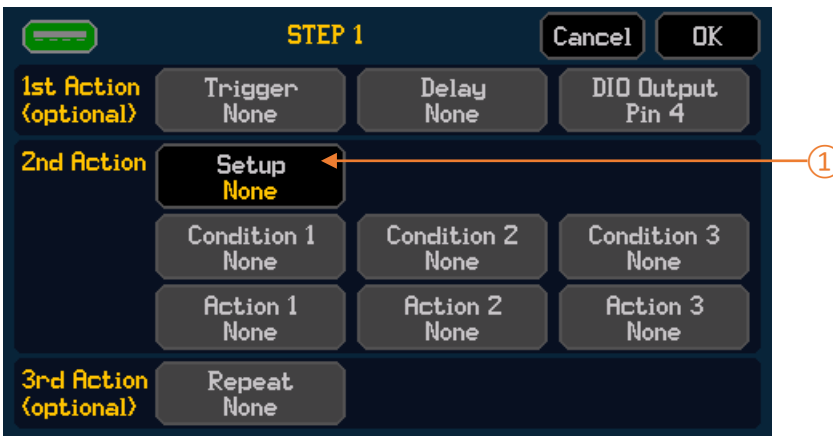 STEP 1
Cancel
OK
1st Action
(optional)
Trigger
None
Delay
None
DIO Output
Pin 4
2nd Action
Setup
None
1
Condition 1
None
Condition 2
None
Condition 3
None
Action 1
None
Action 2
None
Action 3
None
3rd Action
(optional)
Repeat
None